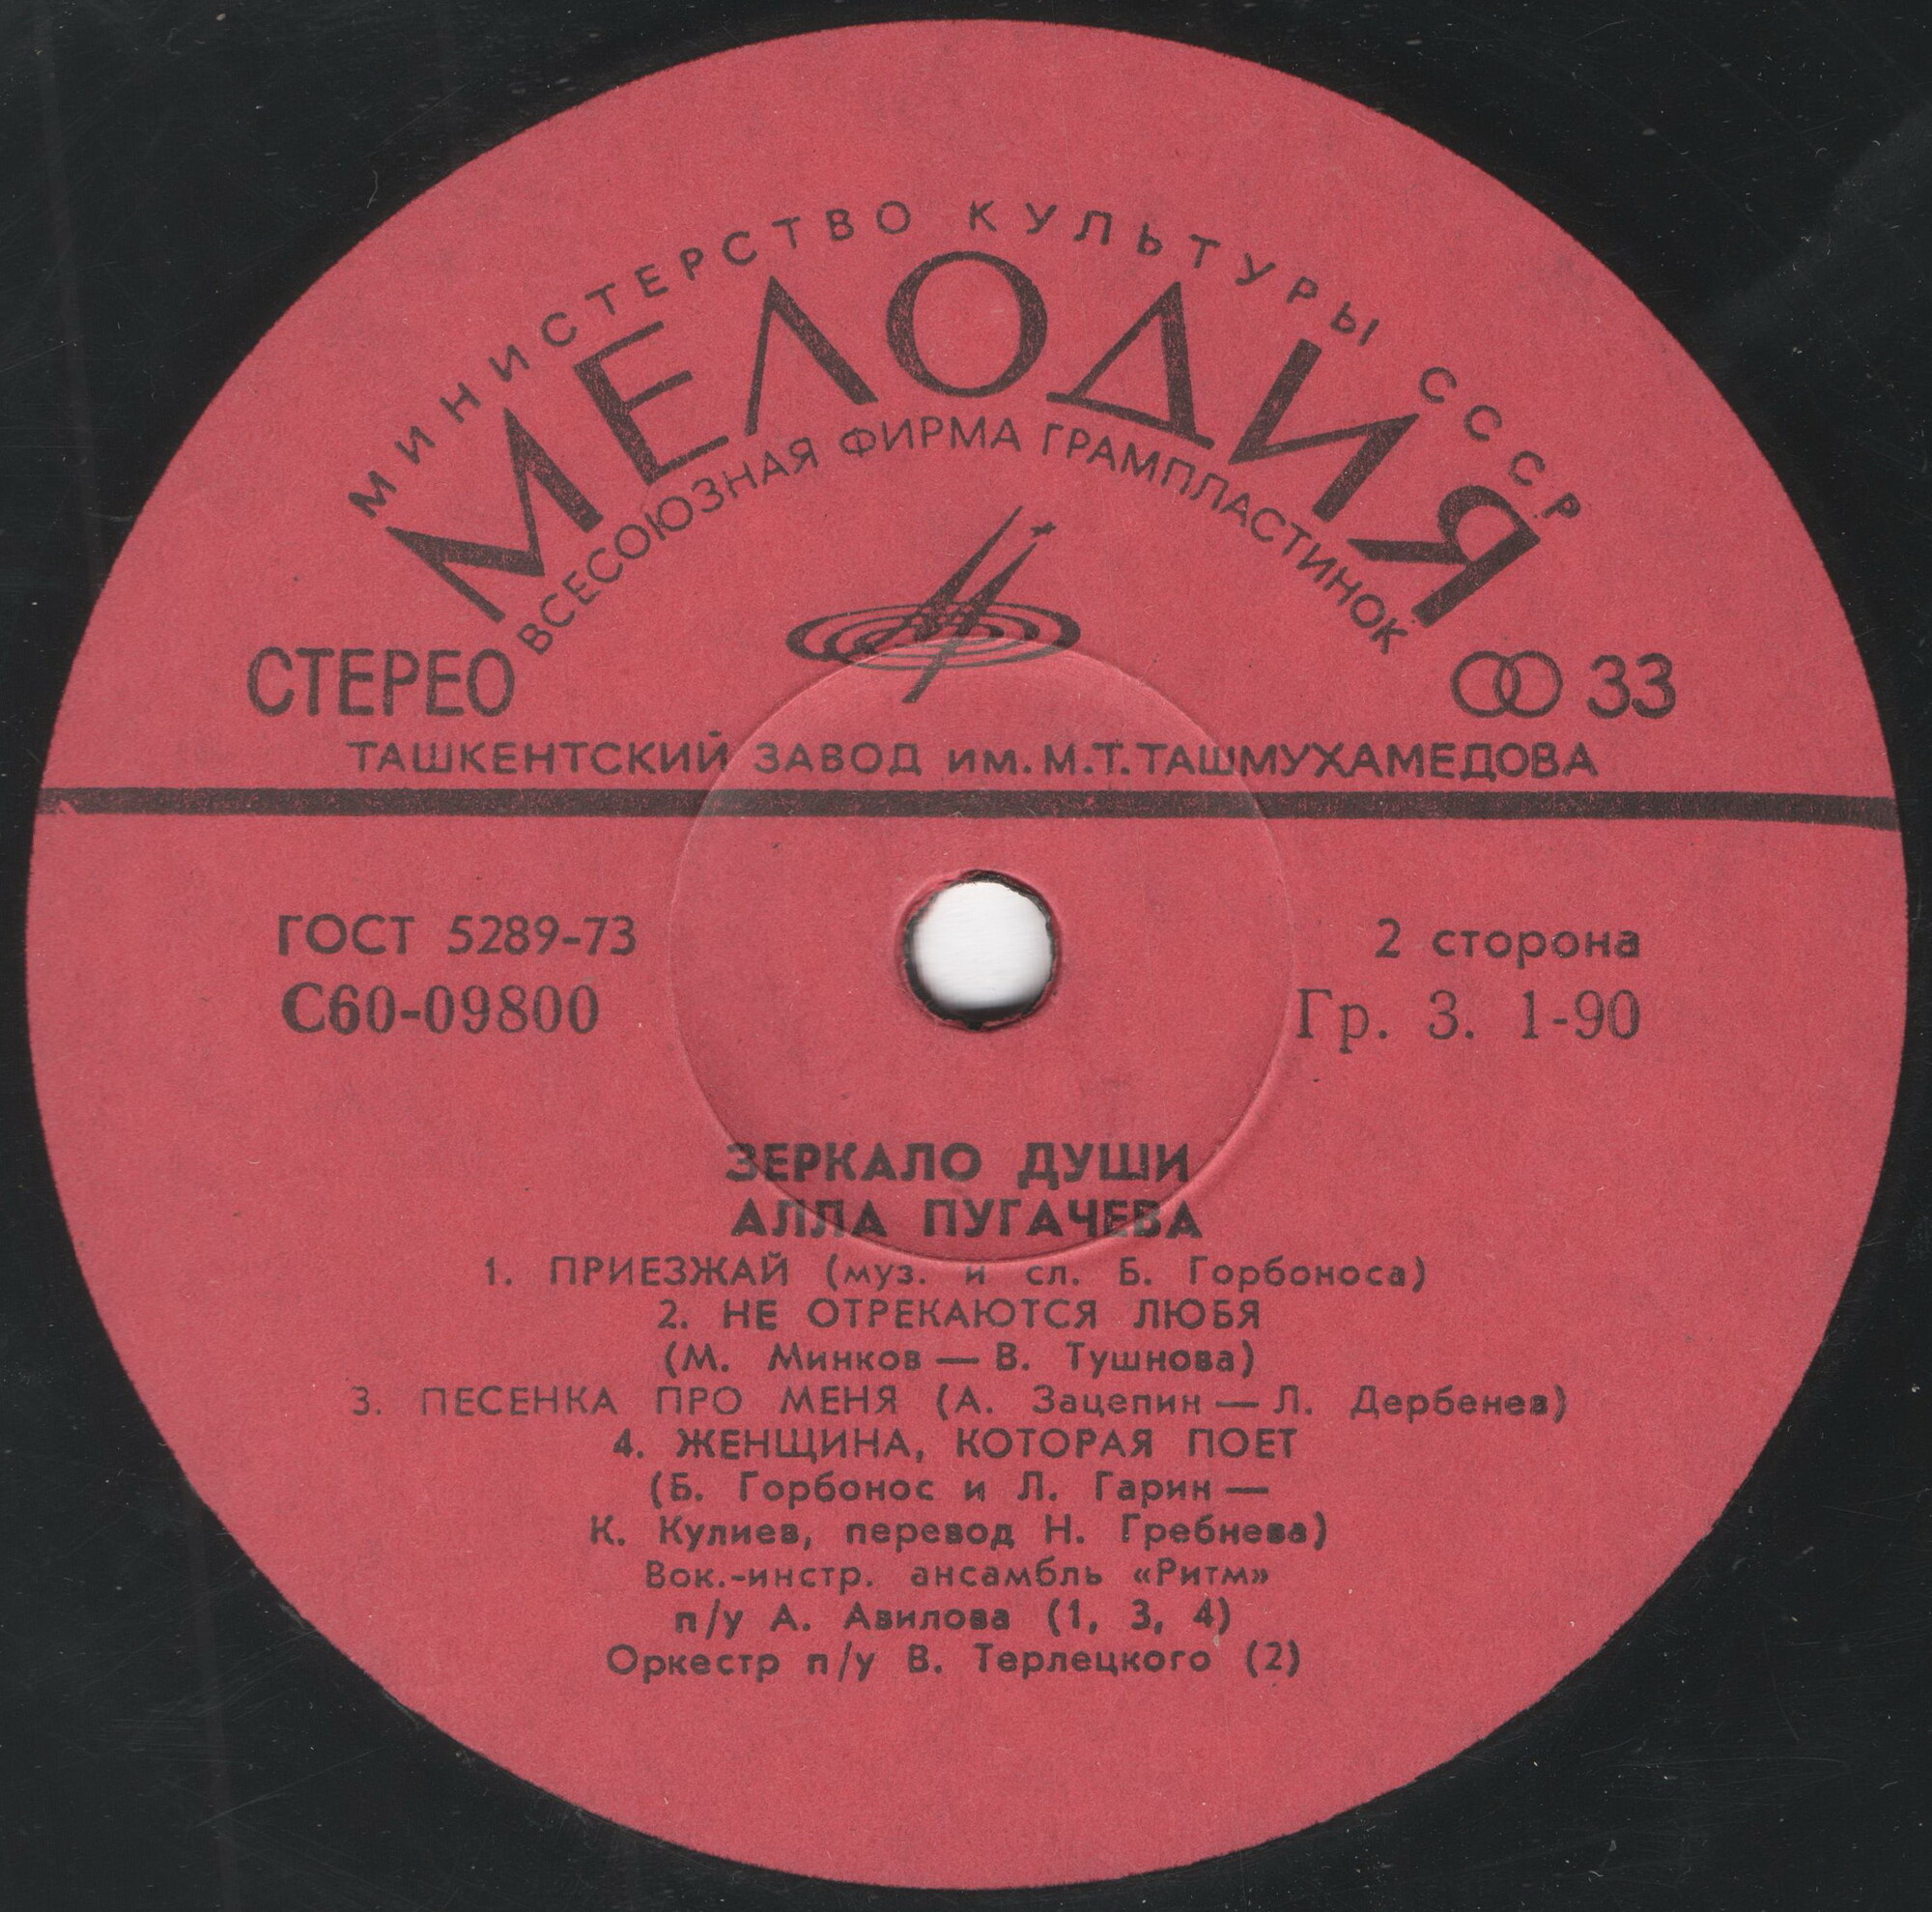 МИНИСТЕРСТВО КУЛЬТУРЫ СССР
МЕЛОДИЯ
ВСЕСОЮЗНАЯ ФИРМА ГРАМПЛАСТИНОК
СТЕРЕО
33
ТАШКЕНТСКИЙ ЗАВОД им. М.Т.ТАШМУХАМЕДОВА
ГОСТ 5289-73
2 сторона
С60-09800
Гр. 3. 1-90
ЗЕРКАЛО ДУШИ
АЛЛА ПУГАЧЕВА
1. ПРИЕЗЖАЙ (муз. и сл. Б. Горбоноса)
2. НЕ ОТРЕКАЮТСЯ ЛЮБЯ
(М. Минков — В. Тушнова)
3. ПЕСЕНКА ПРО МЕНЯ (А. Зацепин — Л. Дербенев)
4. ЖЕНЩИНА, КОТОРАЯ ПОЕТ
(Б. Горбонос и Л. Гарин —
К. Кулиев, перевод Н. Гребнева)
Вок.-инстр. ансамбль «Ритм»
п/у А. Авилова (1, 3, 4)
Оркестр п/у В. Терлецкого (2)